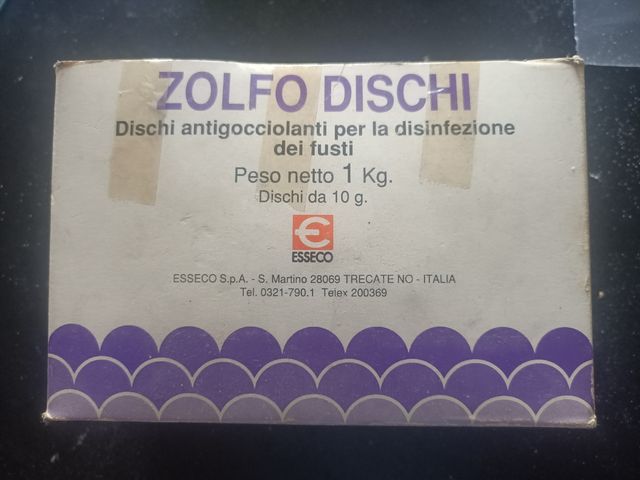 ZOLFO DISCHI
Dischi antigocciolanti per la disinfezione
dei fusti
Peso netto 1 Kg.
Dischi da 10 g.
ESSECO
ESSECO S.p.A. - S. Martino 28069 TRECATE NO - ITALIA
Tel. 0321-790.1 Telex 200369